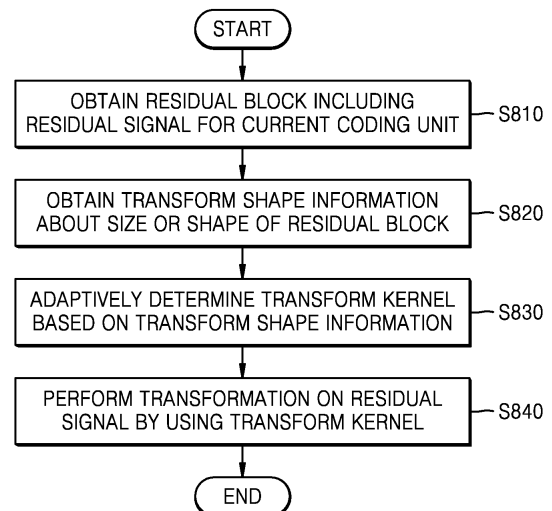 START
OBTAIN RESIDUAL BLOCK INCLUDING
RESIDUAL SIGNAL FOR CURRENT CODING UNIT
S810
OBTAIN TRANSFORM SHAPE INFORMATION
ABOUT SIZE OR SHAPE OF RESIDUAL BLOCK
S820
ADAPTIVELY DETERMINE TRANSFORM KERNEL
BASED ON TRANSFORM SHAPE INFORMATION
S830
PERFORM TRANSFORMATION ON RESIDUAL
SIGNAL BY USING TRANSFORM KERNEL
S840
END